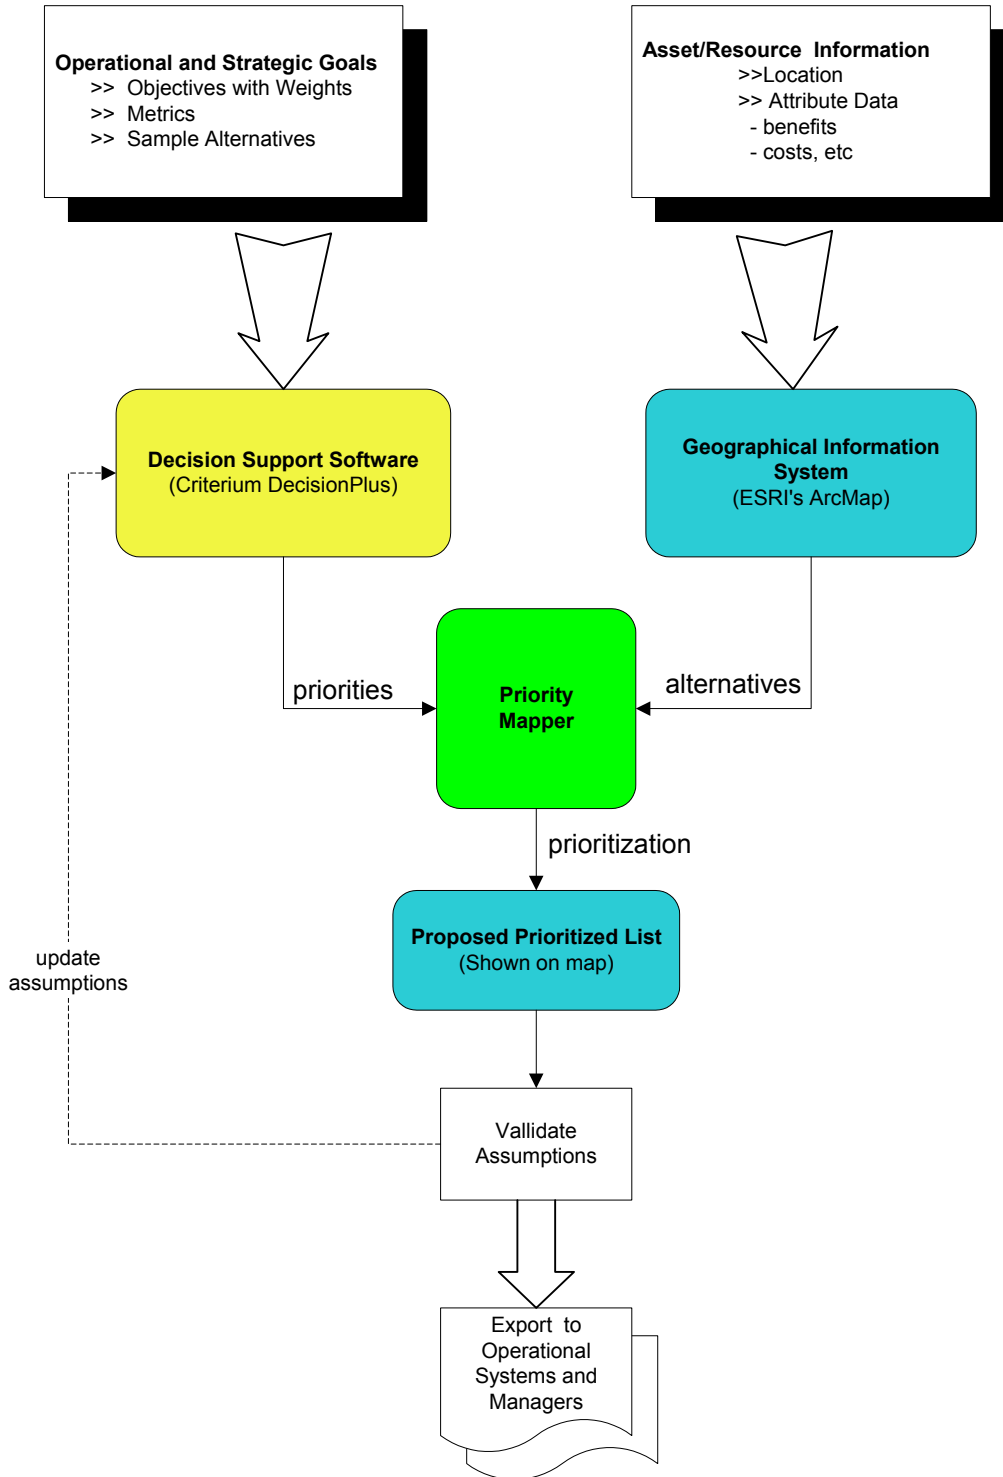 Operational and Strategic Goals
>> Objectives with Weights
>> Metrics
>> Sample Alternatives
Asset/Resource Information
>>Location
>> Attribute Data
- benefits
- costs, etc
Decision Support Software
(Criterium DecisionPlus)
Geographical Information
System
(ESRI's ArcMap)
priorities
Priority
Mapper
alternatives
prioritization
Proposed Prioritized List
(Shown on map)
update
assumptions
Vallidate
Assumptions
Export to
Operational
Systems and
Managers